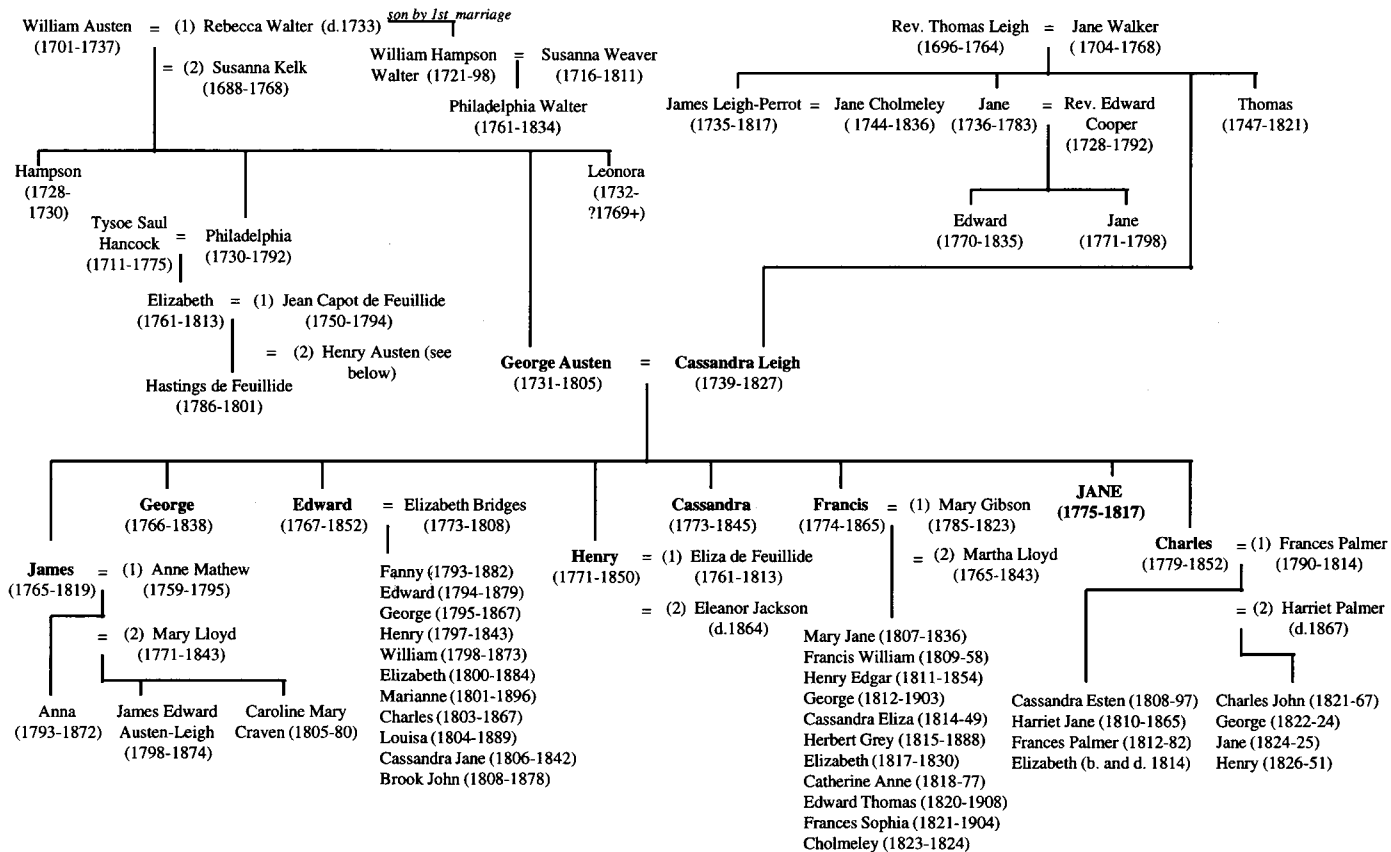 son by 1st marriage
William Austen = (1) Rebecca Walter (d.1733)
(1701-1737)
= (2) Susanna Kelk
(1688-1768)
William Hampson = Susanna Weaver
Walter (1721-98) (1716-1811)
Philadelphia Walter
(1761-1834)
Rev. Thomas Leigh = Jane Walker
(1696-1764) (1704-1768)
James Leigh-Perrot = Jane Cholmeley
(1735-1817) (1744-1836)
Jane = Rev. Edward
(1736-1783) Cooper
(1728-1792)
Thomas
(1747-1821)
Edward
(1770-1835)
Jane
(1771-1798)
Hampson
(1728-
1730)
Leonora
(1732-
?1769+)
Tysoe Saul
Hancock = Philadelphia
(1711-1775) (1730-1792)
Elizabeth = (1) Jean Capot de Feuillide
(1761-1813) (1750-1794)
= (2) Henry Austen (see
below)
Hastings de Feuillide
(1786-1801)
George Austen = Cassandra Leigh
(1731-1805) (1739-1827)
George
(1766-1838)
Edward = Elizabeth Bridges
(1767-1852) (1773-1808)
Cassandra
(1773-1845)
Francis = (1) Mary Gibson
(1774-1865) (1785-1823)
= (2) Martha Lloyd
(1765-1843)
JANE
(1775-1817)
James = (1) Anne Mathew
(1765-1819) (1759-1795)
= (2) Mary Lloyd
(1771-1843)
Henry = (1) Eliza de Feuillide
(1771-1850) (1761-1813)
= (2) Eleanor Jackson
(d.1864)
Charles = (1) Frances Palmer
(1779-1852) (1790-1814)
= (2) Harriet Palmer
(d.1867)
Anna
(1793-1872)
James Edward
Austen-Leigh
(1798-1874)
Caroline Mary
Craven (1805-80)
Fanny (1793-1882)
Edward (1794-1879)
George (1795-1867)
Henry (1797-1843)
William (1798-1873)
Elizabeth (1800-1884)
Marianne (1801-1896)
Charles (1803-1867)
Louisa (1804-1889)
Cassandra Jane (1806-1842)
Brook John (1808-1878)
Mary Jane (1807-1836)
Francis William (1809-58)
Henry Edgar (1811-1854)
George (1812-1903)
Cassandra Eliza (1814-49)
Herbert Grey (1815-1888)
Elizabeth (1817-1830)
Catherine Anne (1818-77)
Edward Thomas (1820-1908)
Frances Sophia (1821-1904)
Cholmeley (1823-1824)
Cassandra Esten (1808-97)
Harriet Jane (1810-1865)
Frances Palmer (1812-82)
Elizabeth (b. and d. 1814)
Charles John (1821-67)
George (1822-24)
Jane (1824-25)
Henry (1826-51)